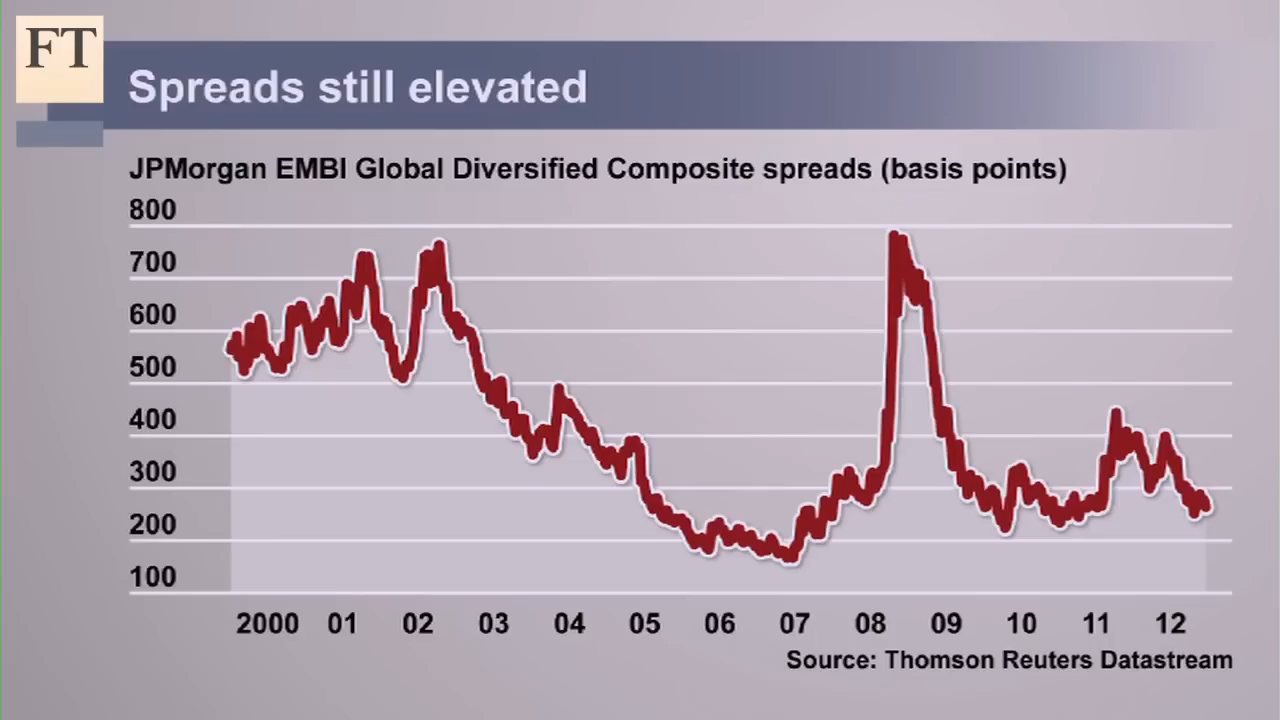 FT
Spreads still elevated
JPMorgan EMBI Global Diversified Composite spreads (basis points)
800
700
600
500
400
300
200
100
2000 01 02 03 04 05 06 07 08 09 10 11 12
Source: Thomson Reuters Datastream